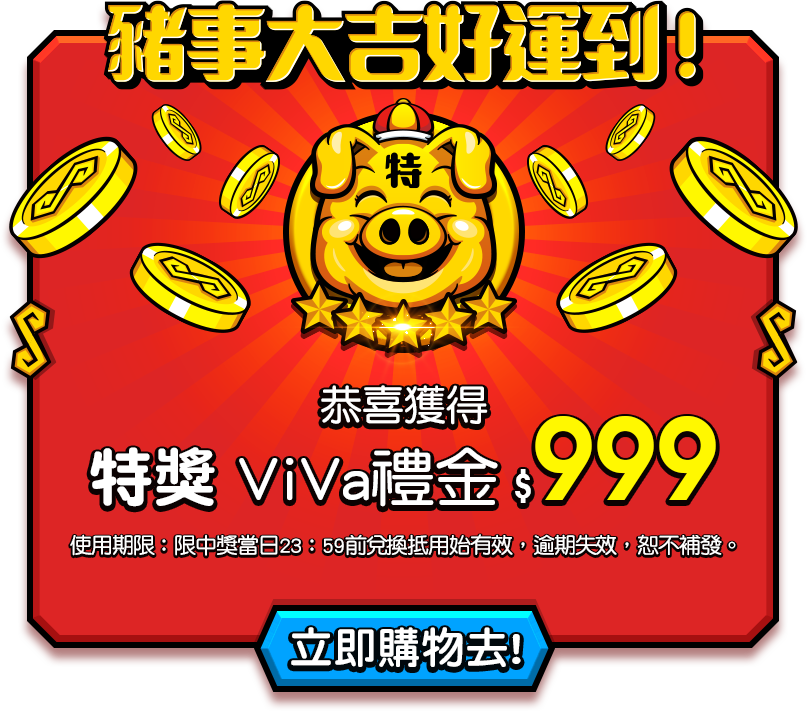 豬事大吉好運到！
特
恭喜獲得
特獎 ViVa禮金 $999
使用期限：限中獎當日23：59前兌換抵用始有效，逾期失效，恕不補發。
立即購物去!